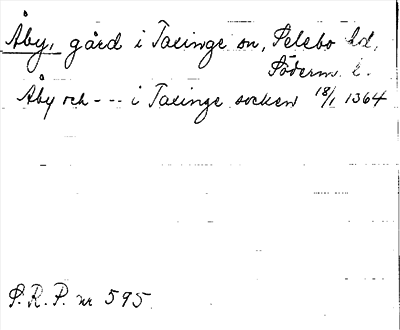 Åby, gård i Taxinge sn, Selebo hd,
Söderm. l.
Åby och --- i Taxinge socken 18/1 1364
S. R. P. nr 595.